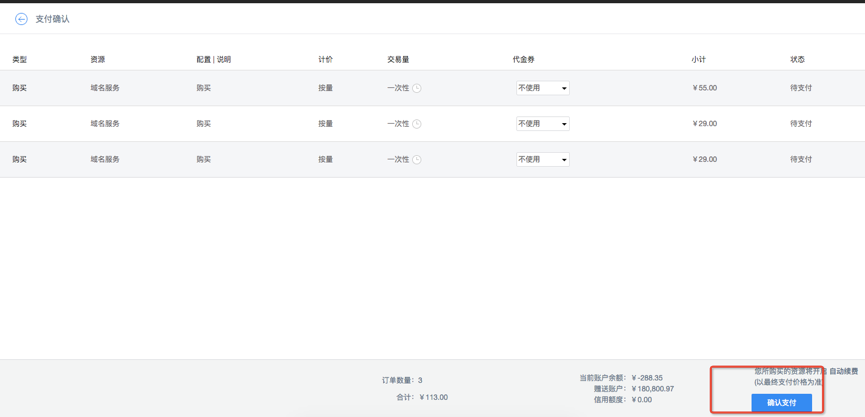 支付确认
类型 资源 配置 | 说明 计价 交易量 代金券 小计 状态
购买 域名服务 购买 按量 一次性 不使用 ￥55.00 待支付
购买 域名服务 购买 按量 一次性 不使用 ￥29.00 待支付
购买 域名服务 购买 按量 一次性 不使用 ￥29.00 待支付
订单数量： 3
合计： ￥113.00
当前账户余额： ￥-288.35
赠送账户： ￥180,800.97
信用额度： ￥0.00
您所购买的资源将开启 自动续费
(以最终支付价格为准)
确认支付